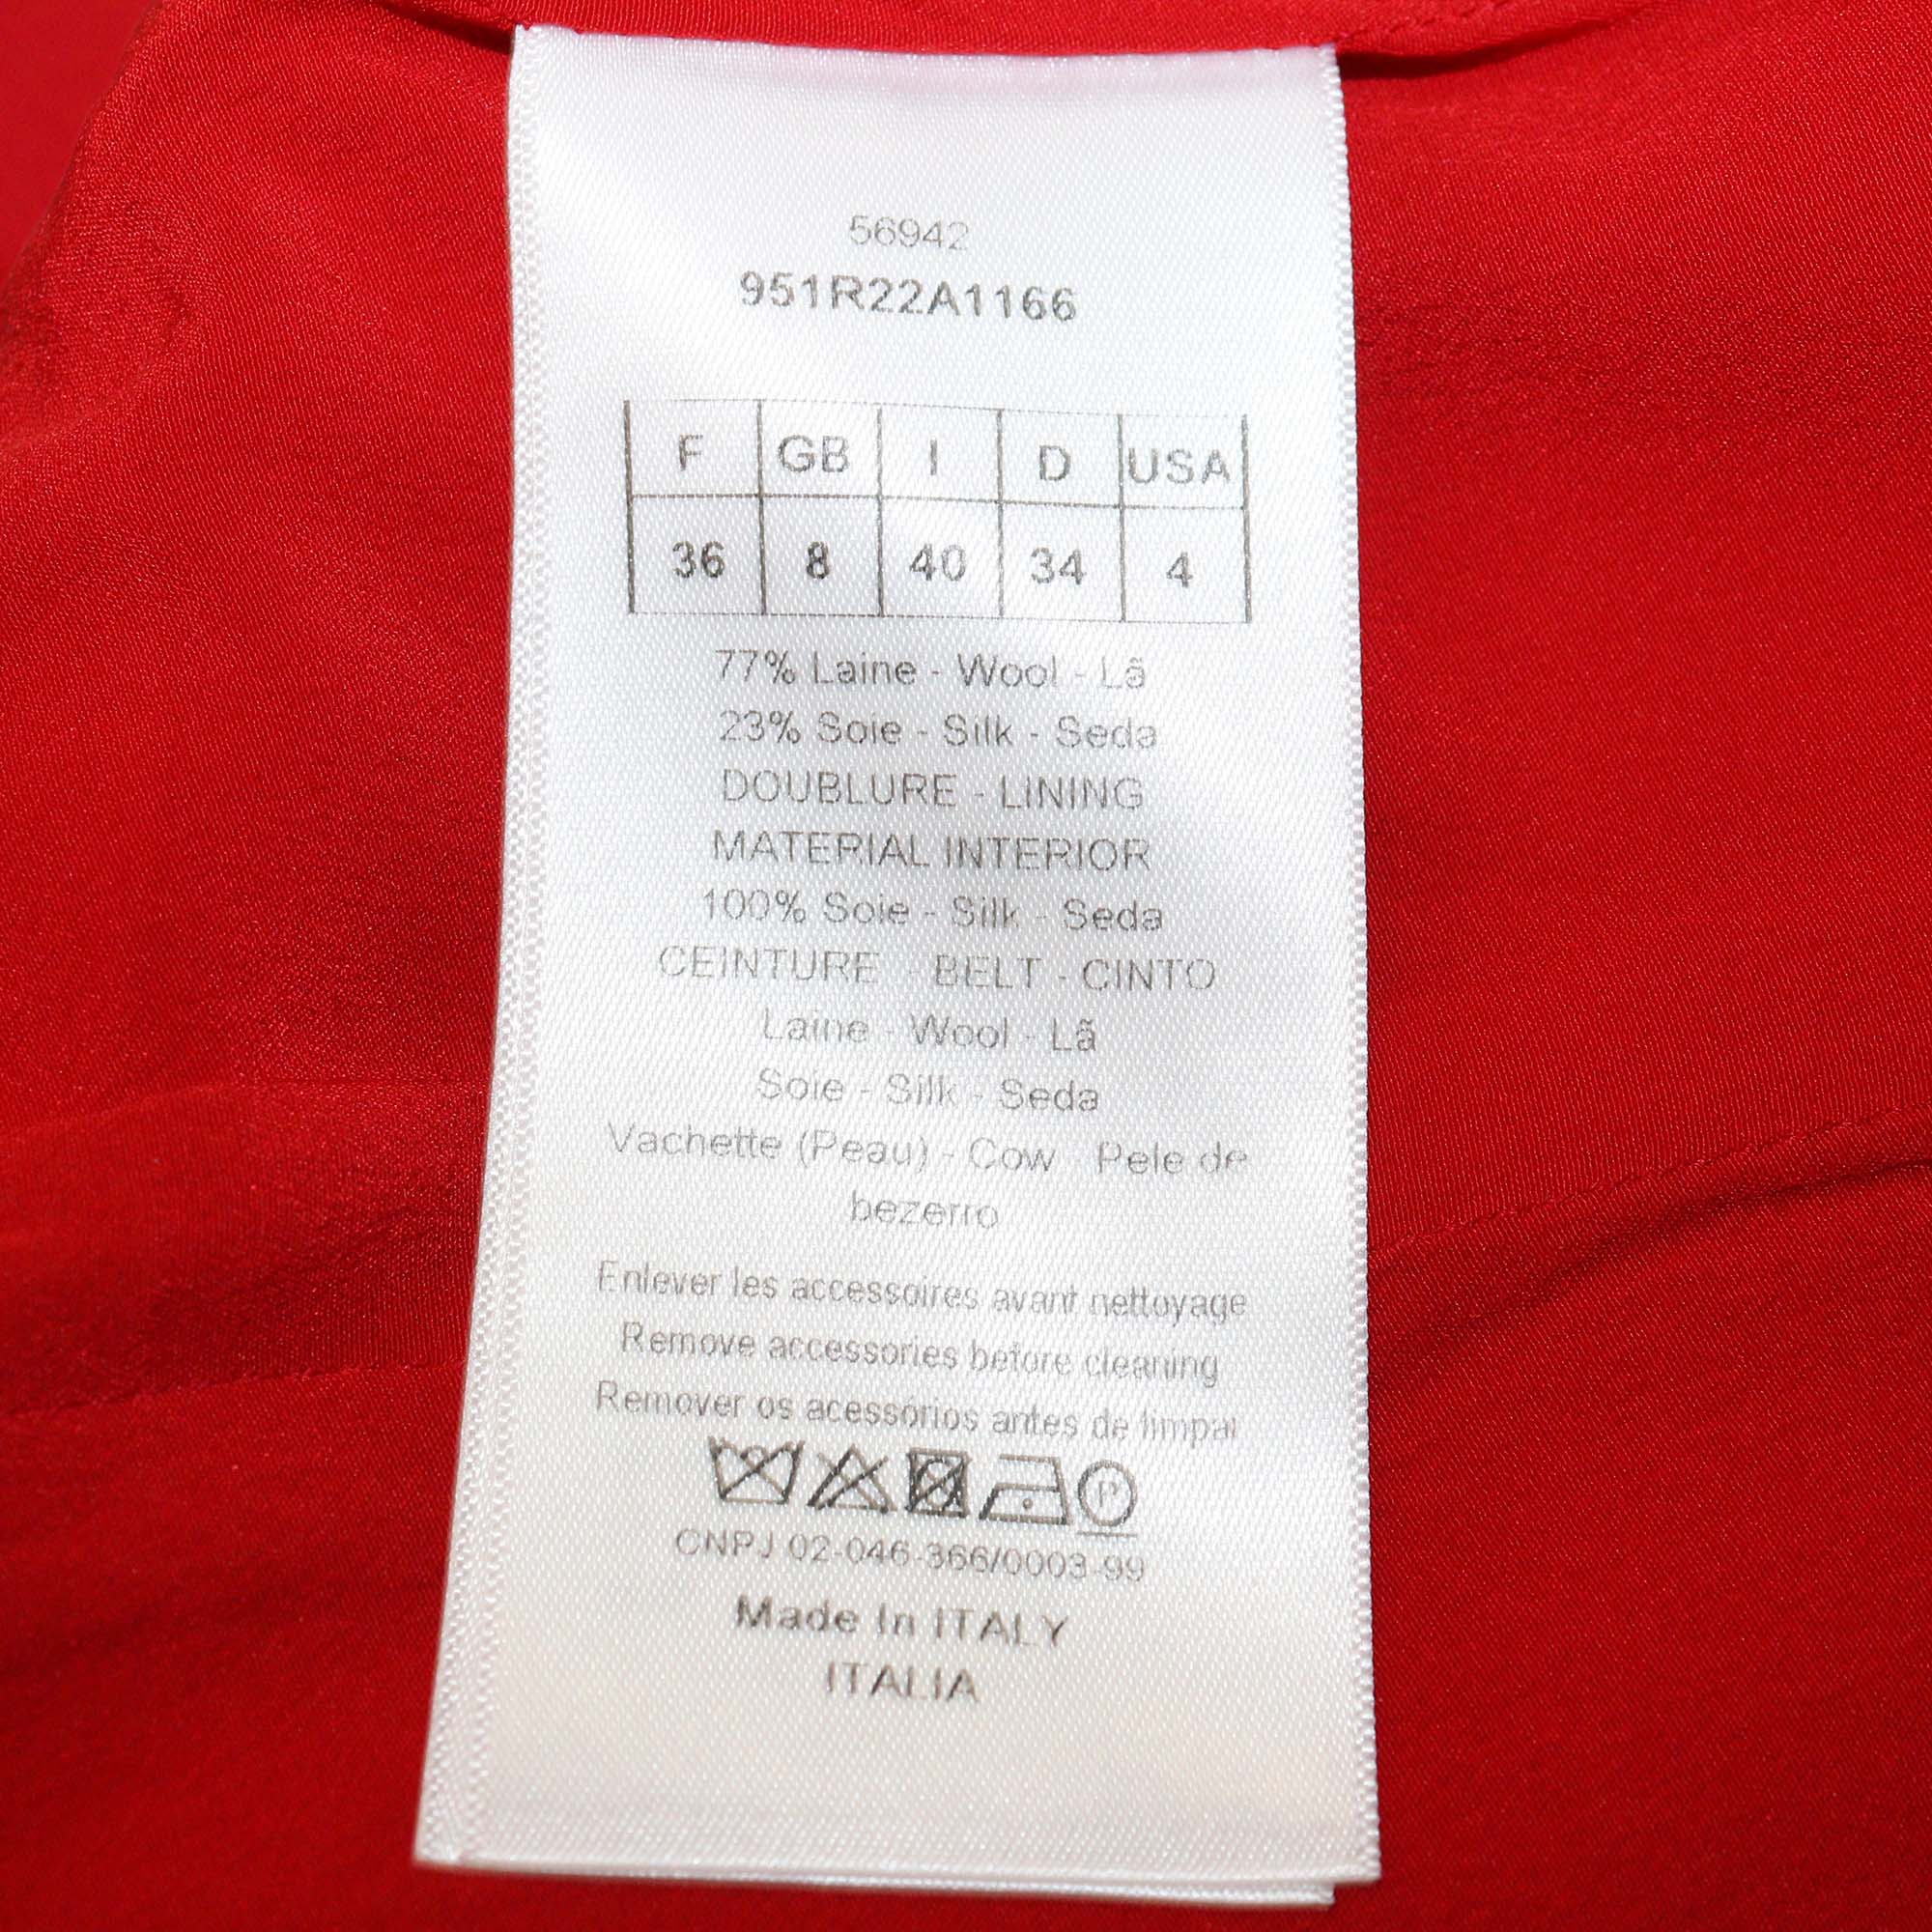 56942
951R22A1166
F GB I D USA
36 8 40 34 4
77% Laine - Wool - Lã
23% Soie - Silk - Seda
DOUBLURE - LINING
MATERIAL INTERIOR
100% Soie - Silk - Seda
CEINTURE - BELT - CINTO
Laine - Wool - Lã
Soie - Silk - Seda
Vachette (Peau) - Cow - Pele de
bezerro
Enlever les accessoires avant nettoyage
Remove accessories before cleaning
Remover os acessórios antes de limpar
P
CNPJ 02-046-366/0003-99
Made In ITALY
ITALIA